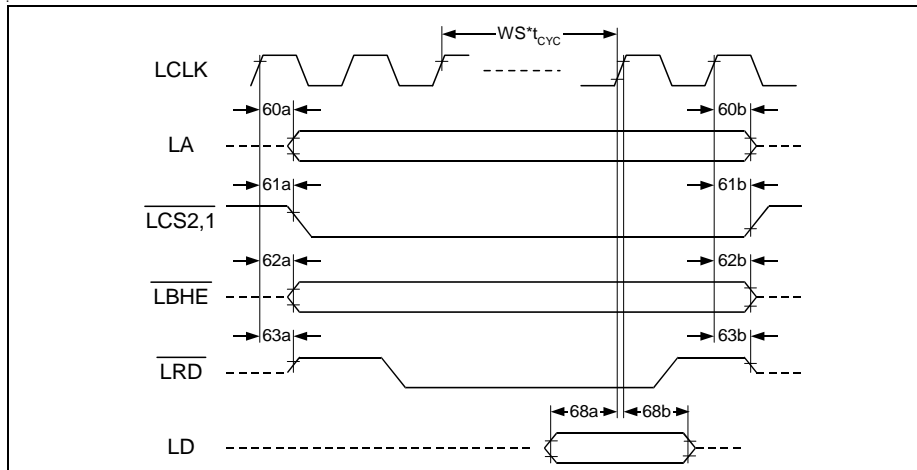 WS*tCYC
LCLK
60a 60b
LA
61a 61b
LCS2,1
62a 62b
LBHE
63a 63b
LRD
68a 68b
LD